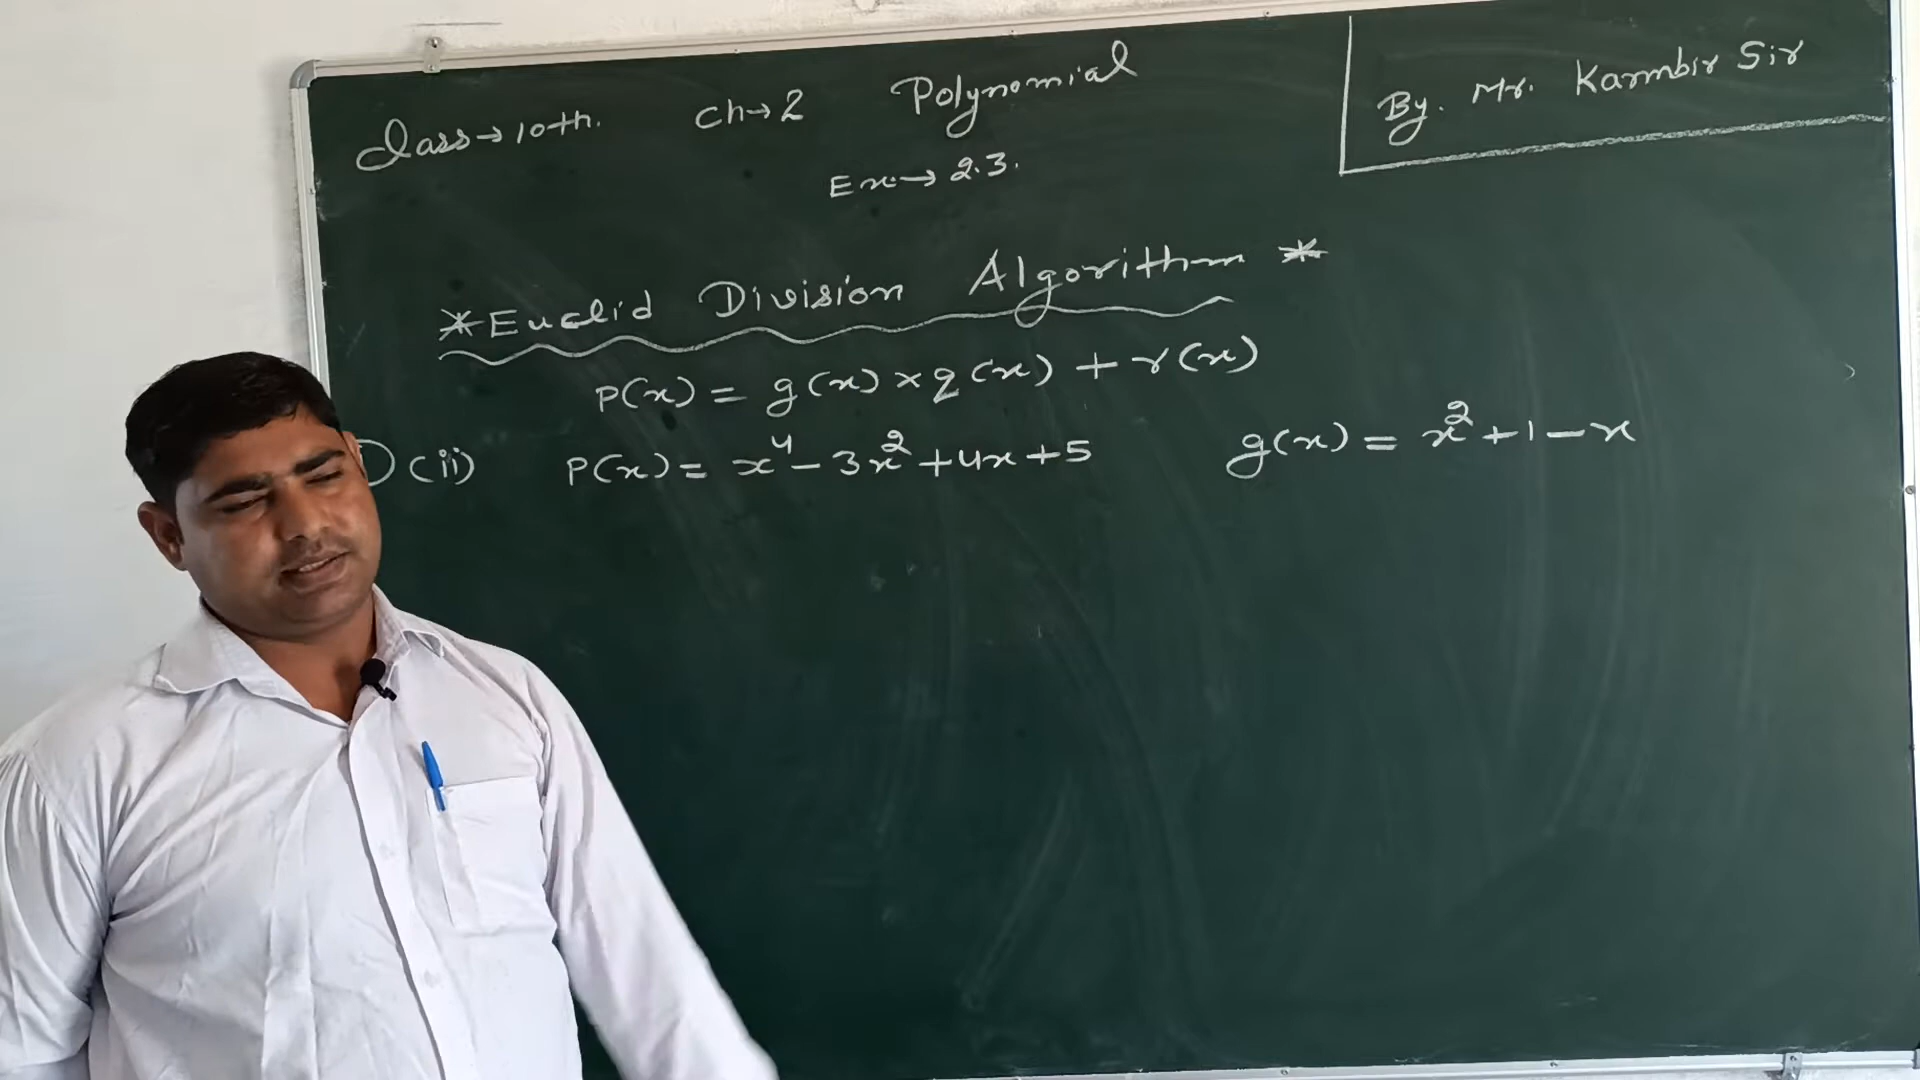 Class→10th. Ch→2 Polynomial
By. Mr. Karmbir Sir
Ex→2.3.
*Euclid Division Algorithm*
P(x) = g(x) × q(x) + r(x)
(ii) P(x) = x⁴ - 3x² + 4x + 5 g(x) = x² + 1 - x